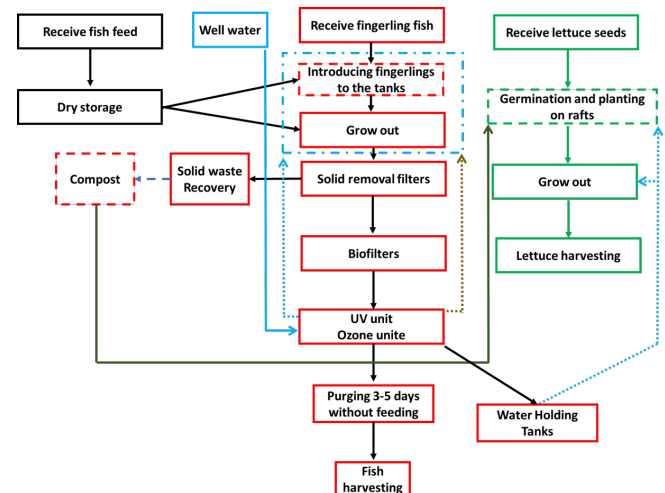 Receive fish feed
Well water
Receive fingerling fish
Receive lettuce seeds
Introducing fingerlings
to the tanks
Dry storage
Germination and planting
on rafts
Grow out
Compost
Solid waste
Recovery
Solid removal filters
Grow out
Biofilters
Lettuce harvesting
UV unit
Ozone unite
Purging 3-5 days
without feeding
Water Holding
Tanks
Fish
harvesting